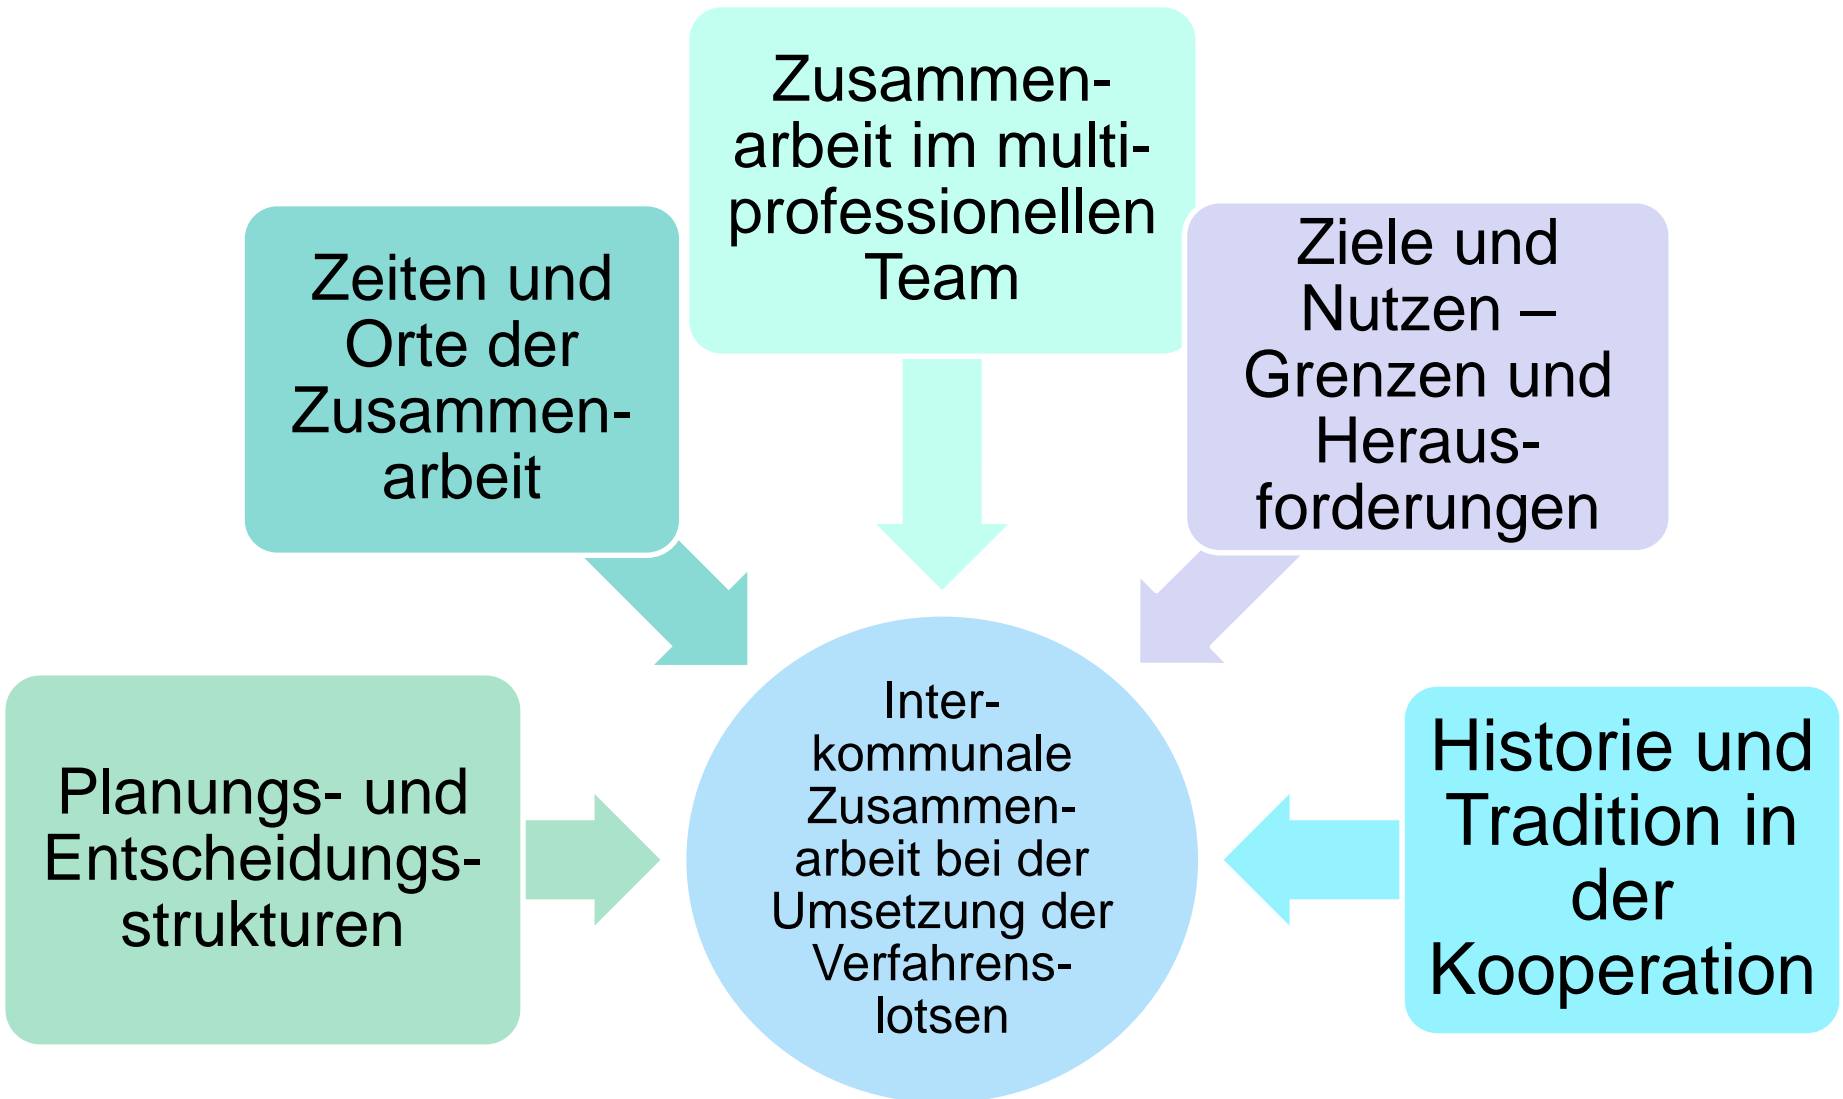 Zusammen-
arbeit im multi-
professionellen
Team
Zeiten und
Orte der
Zusammen-
arbeit
Ziele und
Nutzen –
Grenzen und
Heraus-
forderungen
Planungs- und
Entscheidungs-
strukturen
Inter-
kommunale
Zusammen-
arbeit bei der
Umsetzung der
Verfahrens-
lotsen
Historie und
Tradition in
der
Kooperation